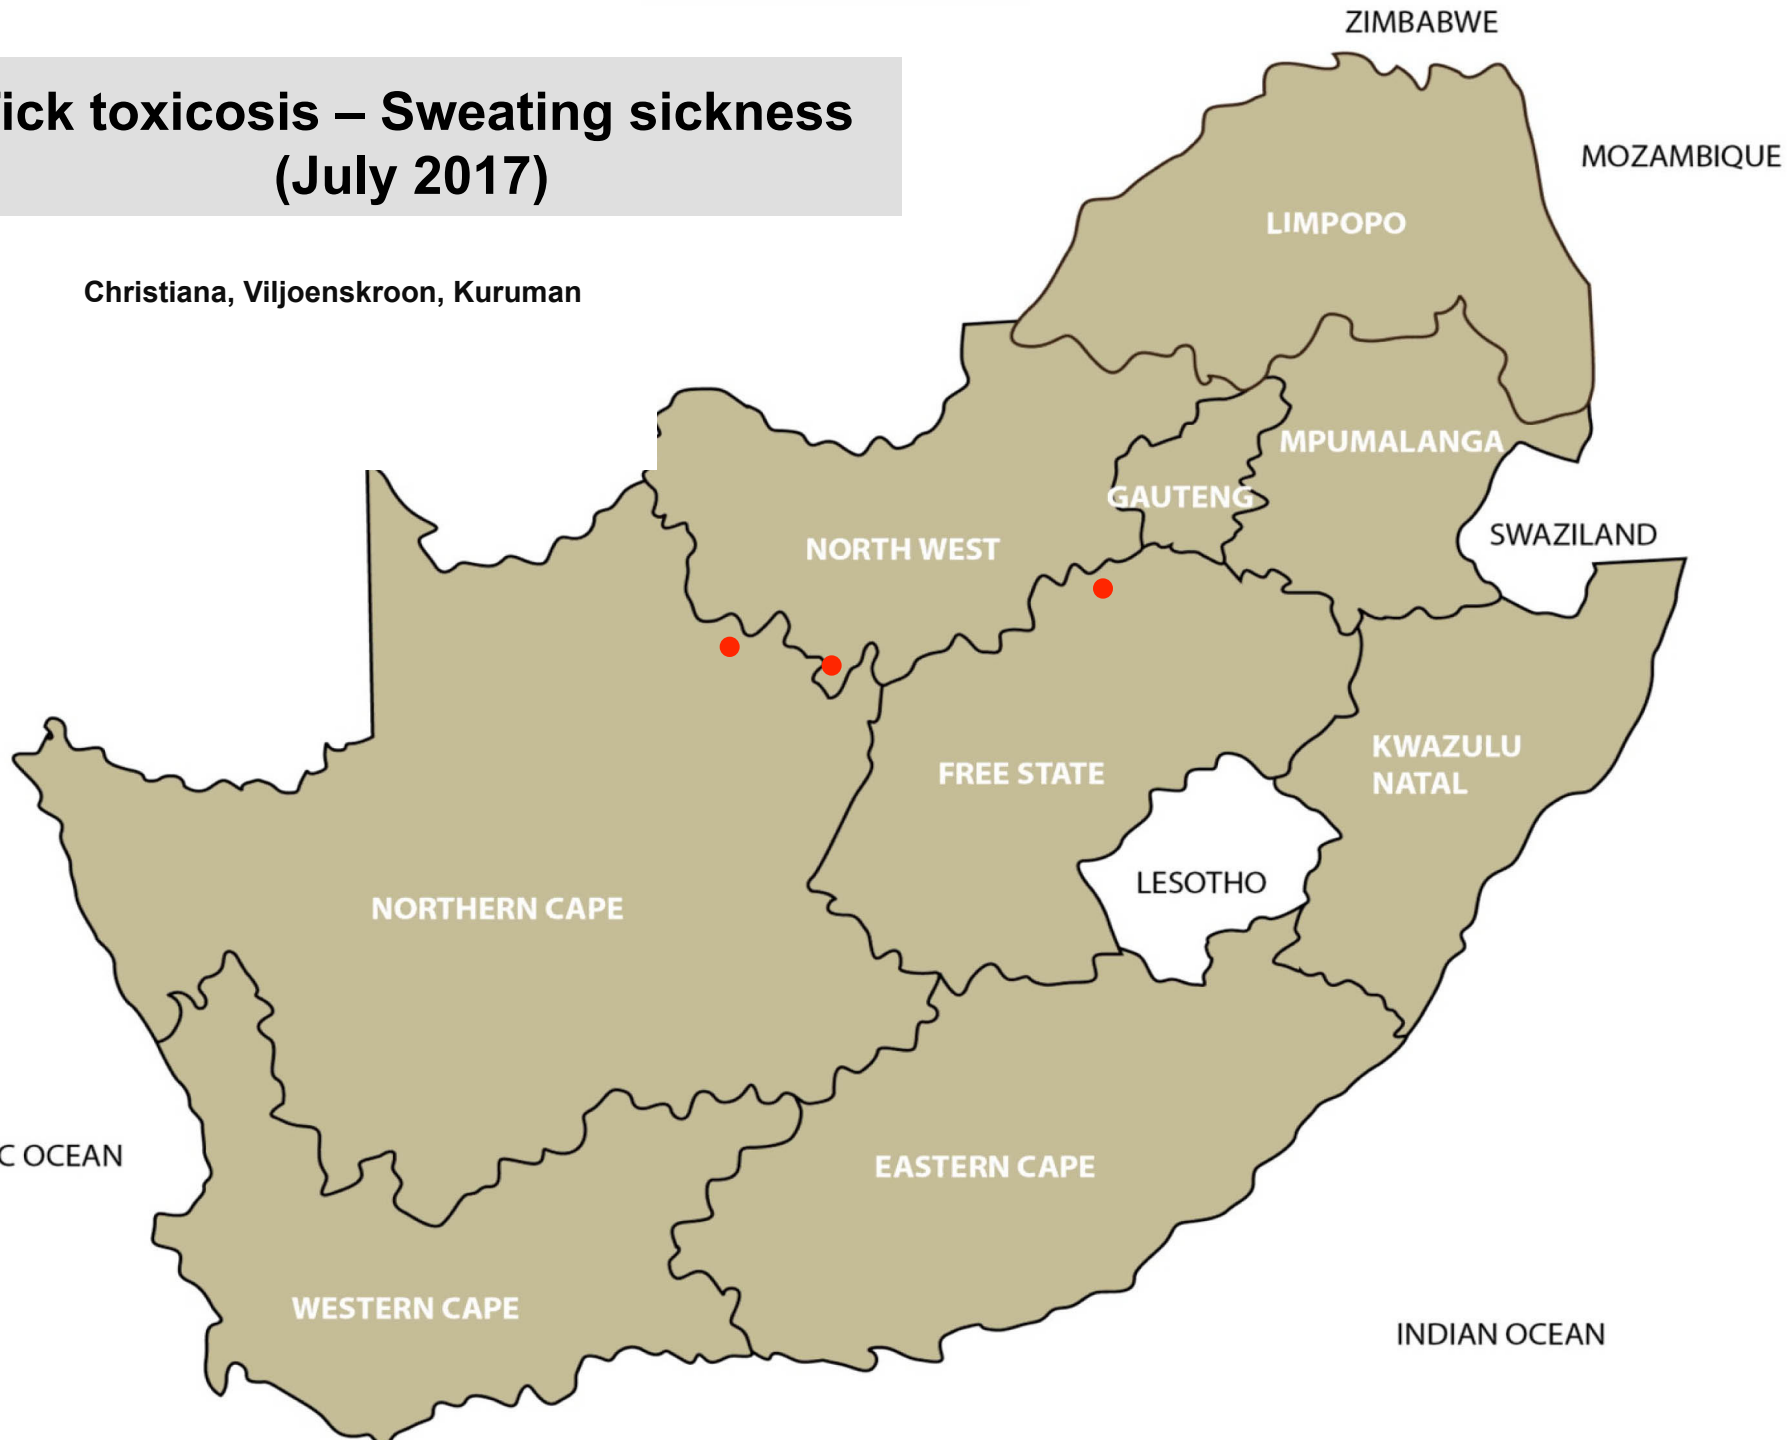 ZIMBABWE
ick toxicosis – Sweating sickness
(July 2017)
MOZAMBIQUE
LIMPOPO
Christiana, Viljoenskroon, Kuruman
MPUMALANGA
GAUTENG
SWAZILAND
NORTH WEST
KWAZULU
NATAL
FREE STATE
LESOTHO
NORTHERN CAPE
C OCEAN
EASTERN CAPE
WESTERN CAPE
INDIAN OCEAN